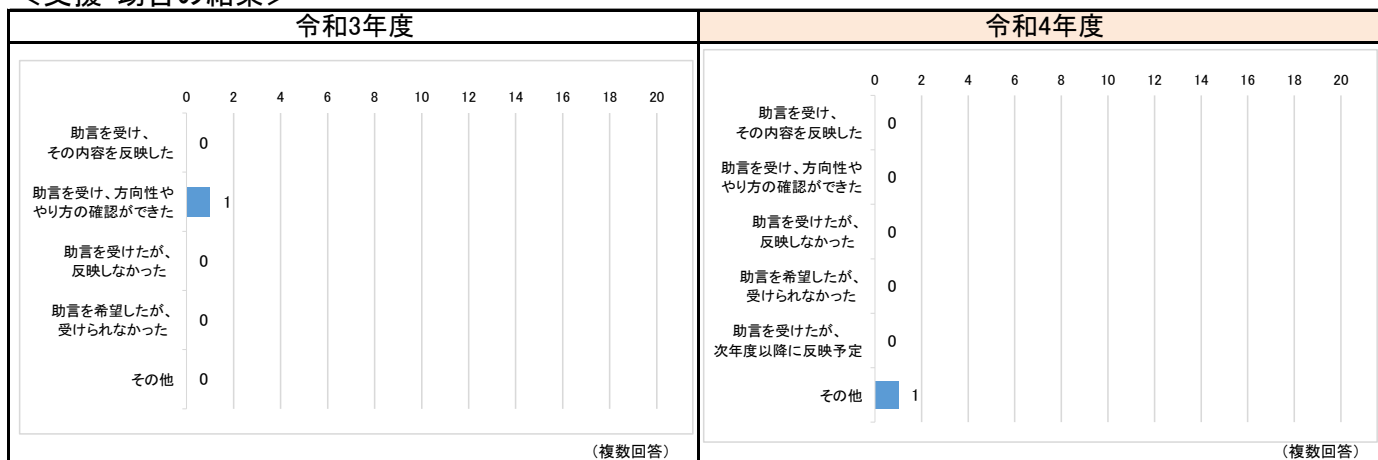 ＜支援・助言の結果＞
令和3年度
0 2 4 6 8 10 12 14 16 18 20
助言を受け、
その内容を反映した
0
助言を受け、方向性や
やり方の確認ができた
1
助言を受けたが、
反映しなかった
0
助言を希望したが、
受けられなかった
0
その他
0
（複数回答）
令和4年度
0 2 4 6 8 10 12 14 16 18 20
助言を受け、
その内容を反映した
0
助言を受け、方向性や
やり方の確認ができた
0
助言を受けたが、
反映しなかった
0
助言を希望したが、
受けられなかった
0
助言を受けたが、
次年度以降に反映予定
0
その他
1
（複数回答）